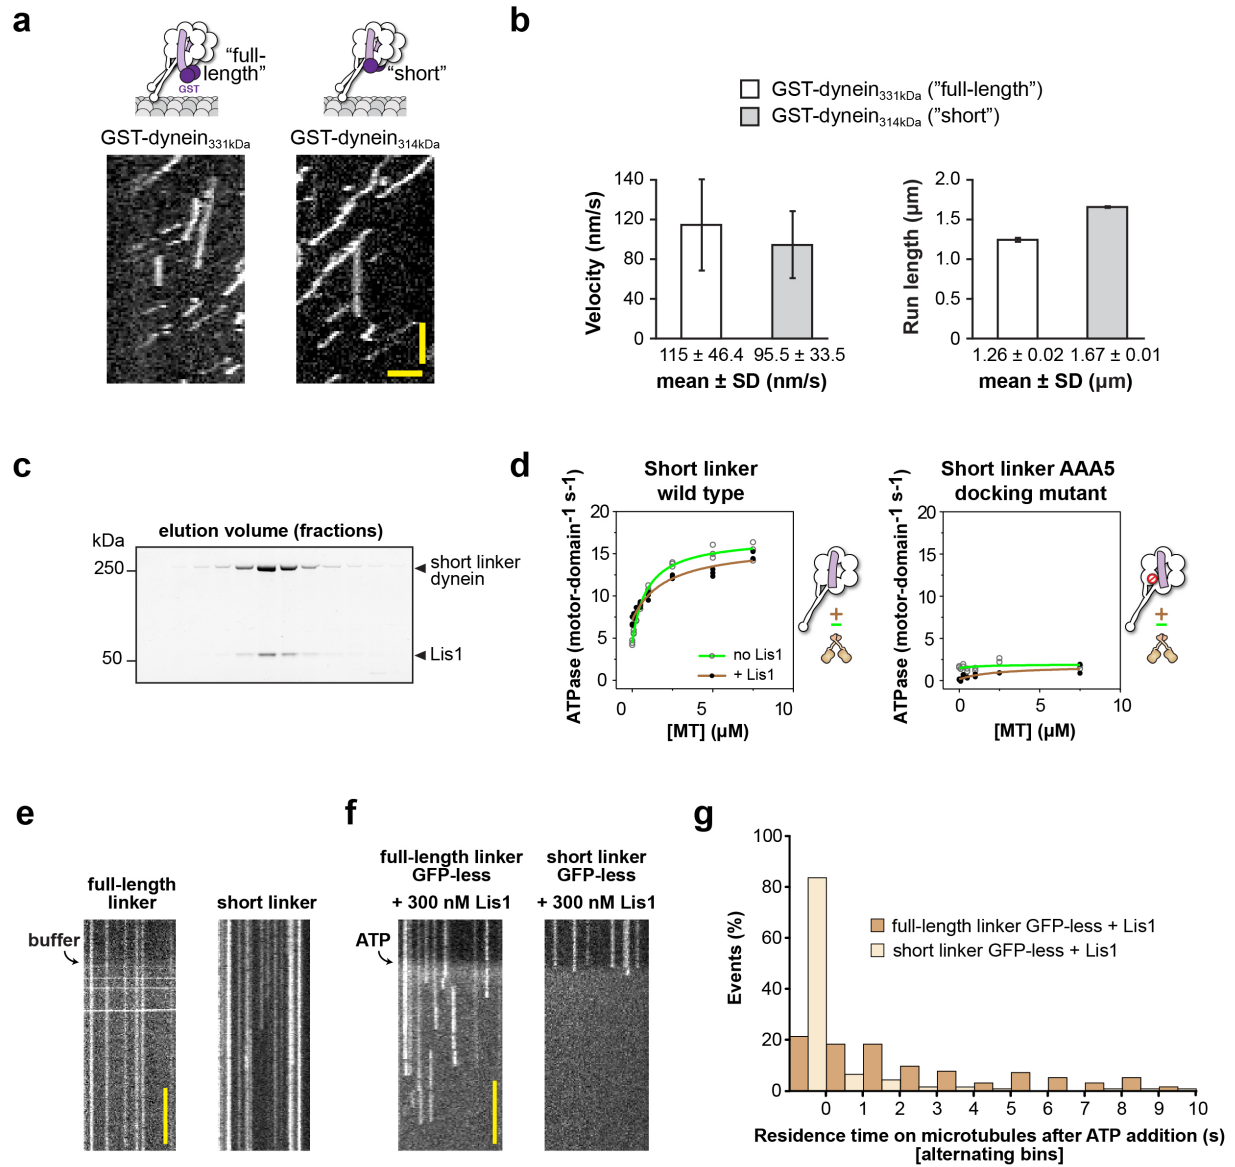 a
“full-
length”
GST
“short”
GST-dynein331kDa
GST-dynein314kDa
b
GST-dynein331kDa (”full-length”)
GST-dynein314kDa (”short”)
Velocity (nm/s)
140
120
80
40
0
115 ± 46.4 95.5 ± 33.5
mean ± SD (nm/s)
Run length (µm)
2.0
1.5
1.0
0.5
0
1.26 ± 0.02 1.67 ± 0.01
mean ± SD (µm)
c
elution volume (fractions)
kDa
250
50
short linker
dynein
Lis1
d
Short linker
wild type
ATPase (motor-domain-1 s-1)
20
15
10
5
0
no Lis1
+ Lis1
0 5 10
[MT] (µM)
+
–
Short linker AAA5
docking mutant
ATPase (motor-domain-1 s-1)
20
15
10
5
0
0 5 10
[MT] (µM)
+
–
e
full-length
linker
short linker
buffer
f
full-length linker
GFP-less
+ 300 nM Lis1
short linker
GFP-less
+ 300 nM Lis1
ATP
g
Events (%)
100
80
60
40
20
0
full-length linker GFP-less + Lis1
short linker GFP-less + Lis1
0 1 2 3 4 5 6 7 8 9 10
Residence time on microtubules after ATP addition (s)
[alternating bins]